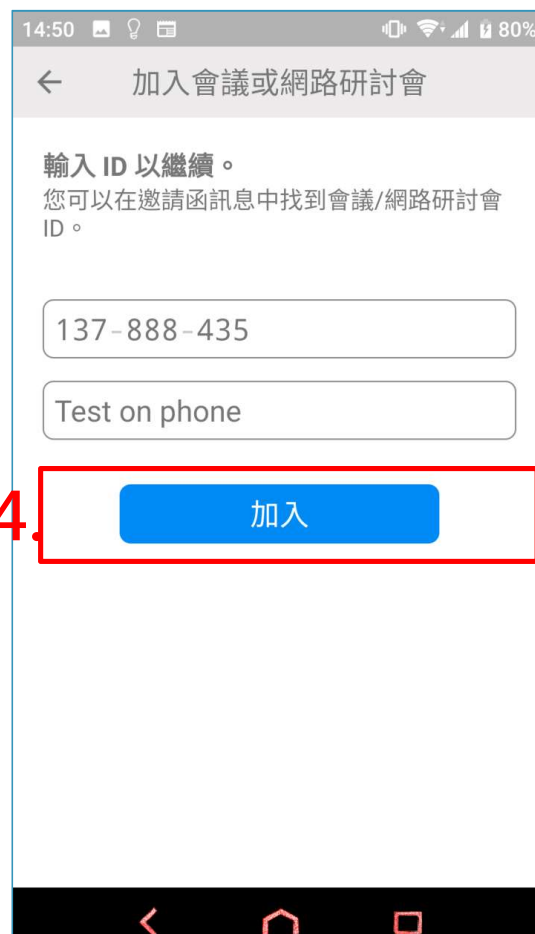 14:50 80%
加入會議或網路研討會
輸入 ID 以繼續。
您可以在邀請函訊息中找到會議/網路研討會
ID。
137-888-435
Test on phone
4.
加入